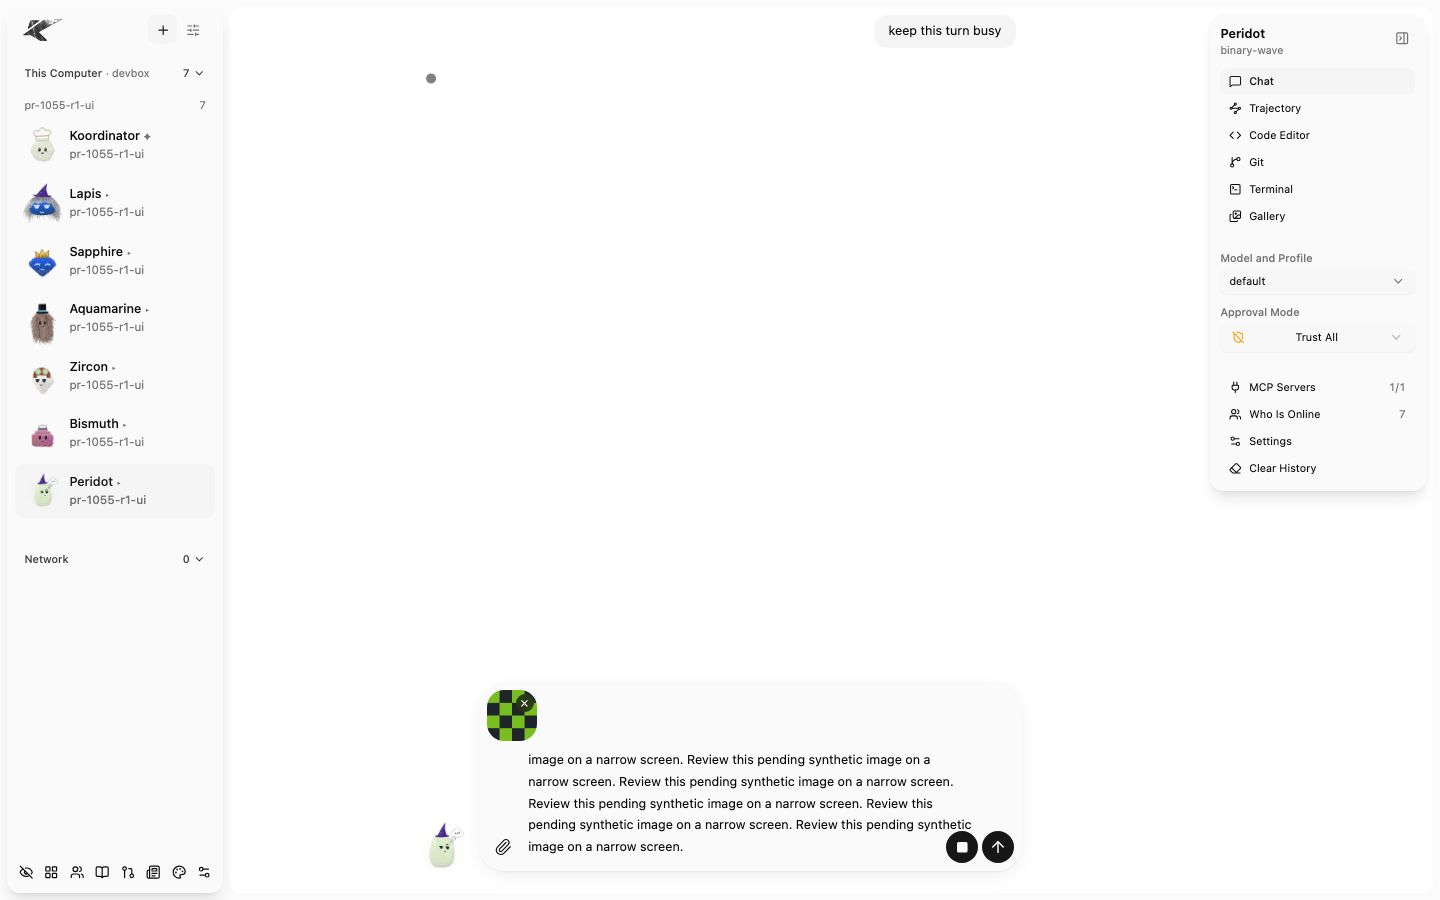 This Computer · devbox 7
pr-1055-r1-ui 7
Koordinator
pr-1055-r1-ui
Lapis
pr-1055-r1-ui
Sapphire
pr-1055-r1-ui
Aquamarine
pr-1055-r1-ui
Zircon
pr-1055-r1-ui
Bismuth
pr-1055-r1-ui
Peridot
pr-1055-r1-ui
Network 0
keep this turn busy
image on a narrow screen. Review this pending synthetic image on a
narrow screen. Review this pending synthetic image on a narrow screen.
Review this pending synthetic image on a narrow screen. Review this
pending synthetic image on a narrow screen. Review this pending synthetic
image on a narrow screen.
Peridot
binary-wave
Chat
Trajectory
Code Editor
Git
Terminal
Gallery
Model and Profile
default
Approval Mode
Trust All
MCP Servers 1/1
Who Is Online 7
Settings
Clear History